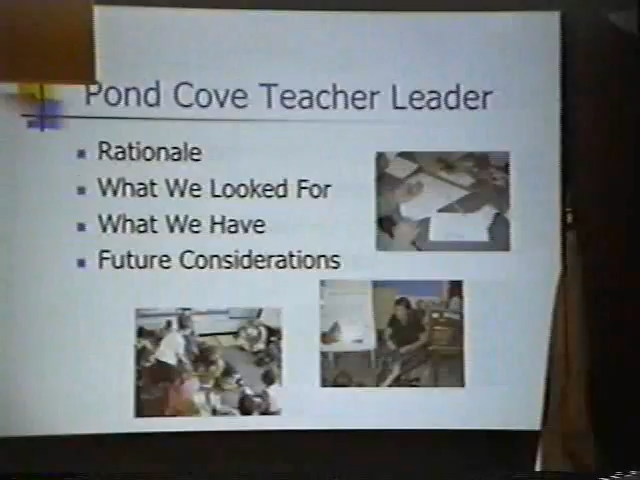 Pond Cove Teacher Leader
Rationale
What We Looked For
What We Have
Future Considerations